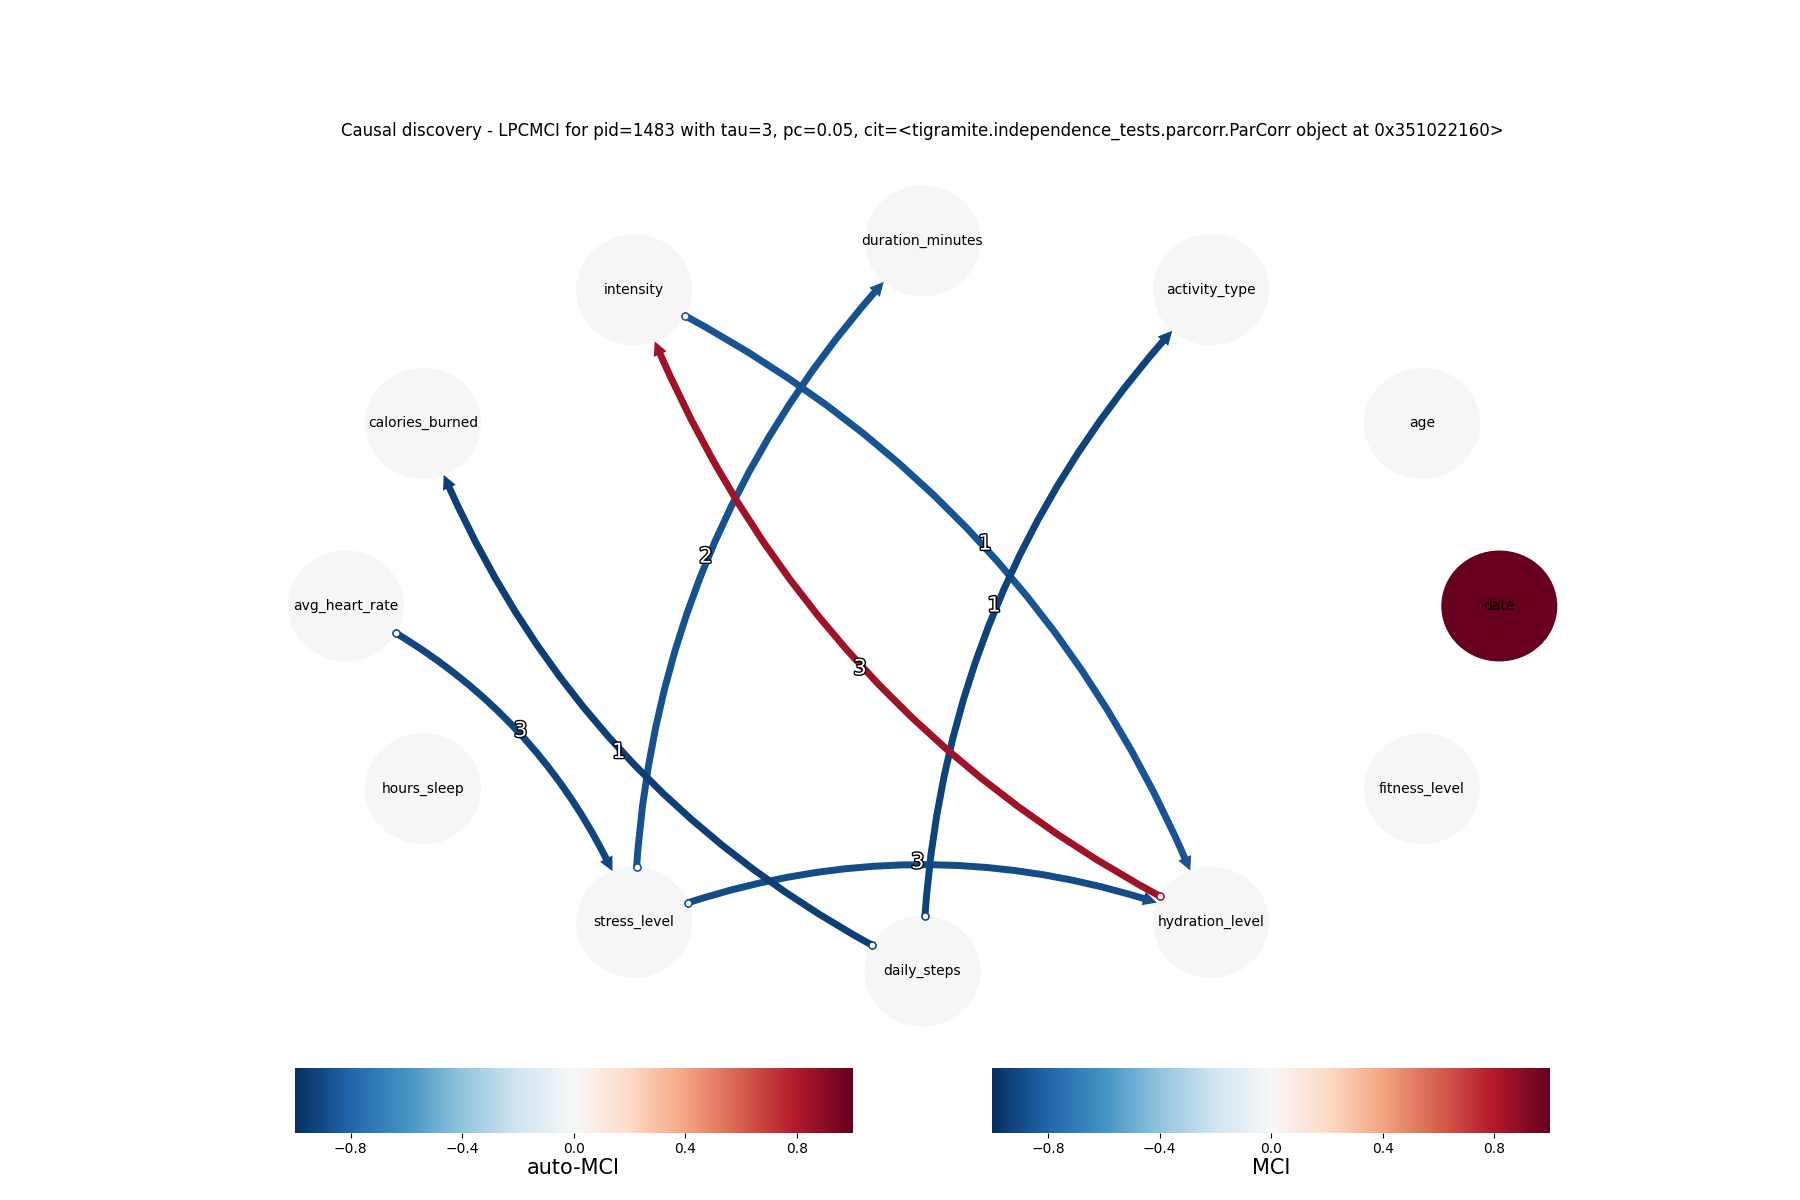 Causal discovery - LPCMCI for pid=1483 with tau=3, pc=0.05, cit=<tigramite.independence_tests.parcorr.ParCorr object at 0x351022160>
duration_minutes
intensity
activity_type
calories_burned
age
1
2
avg_heart_rate
1
date
3
3
1
hours_sleep
fitness_level
3
stress_level
hydration_level
daily_steps
−0.8 −0.4 0.0 0.4 0.8
auto-MCI
−0.8 −0.4 0.0 0.4 0.8
MCI